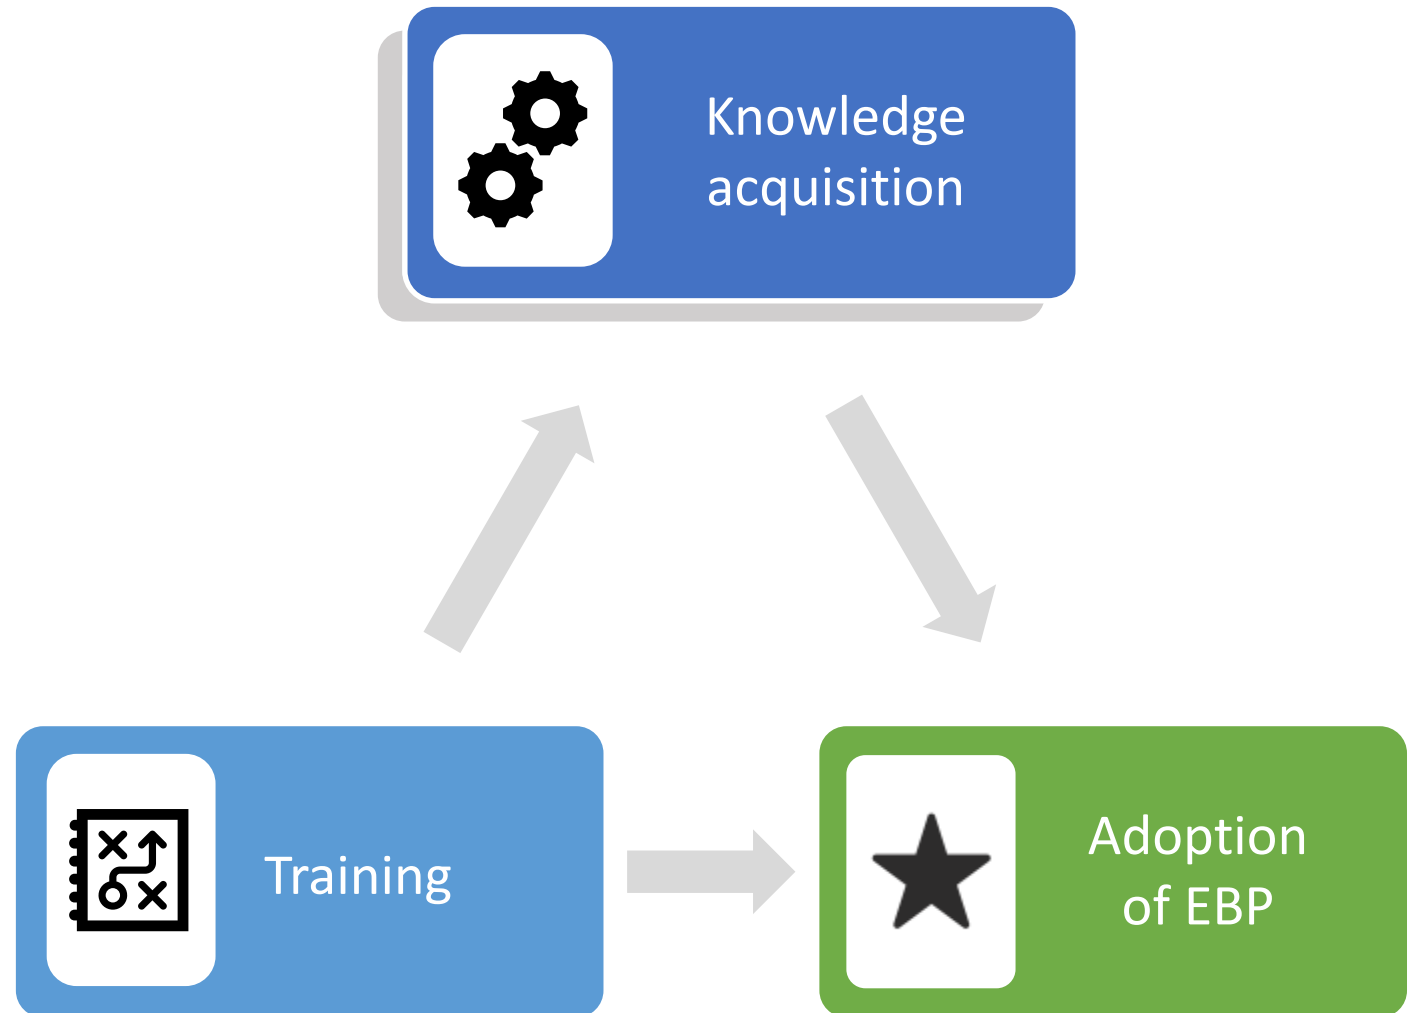 Knowledge
acquisition
Training
Adoption
of EBP